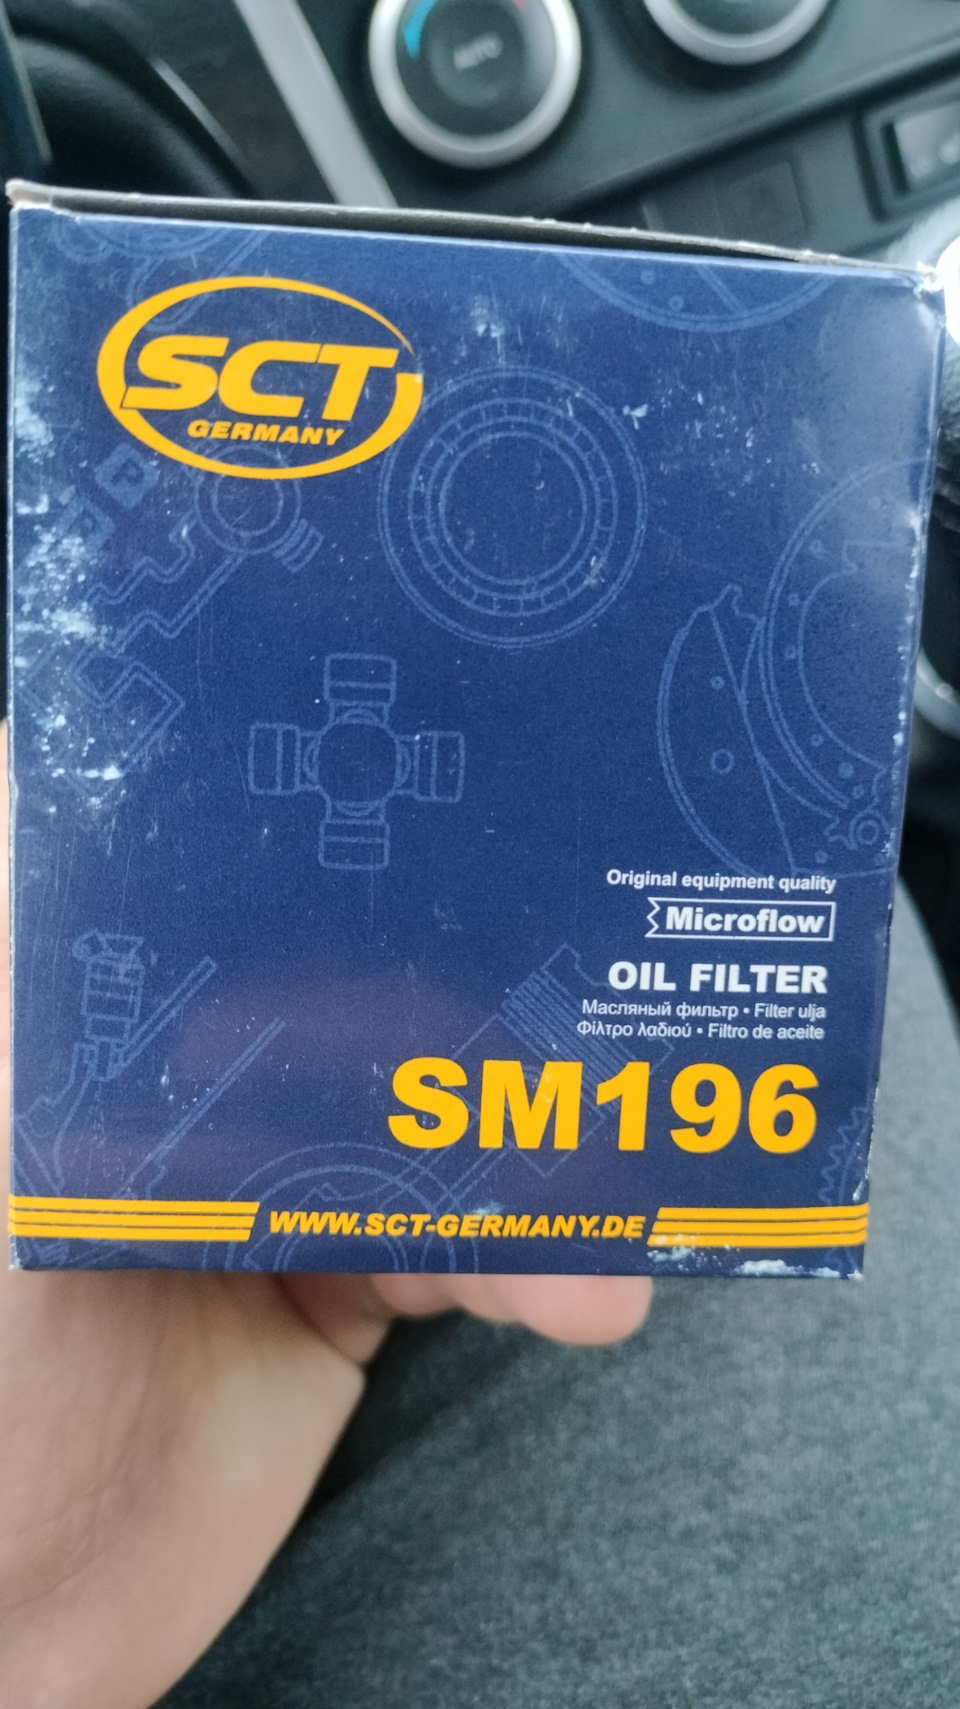 AUTO
SCT
GERMANY
Original equipment quality
Microflow
OIL FILTER
Масляный фильтр • Filter ulja
Φίλτρο λαδιού • Filtro de aceite
SM196
WWW.SCT-GERMANY.DE